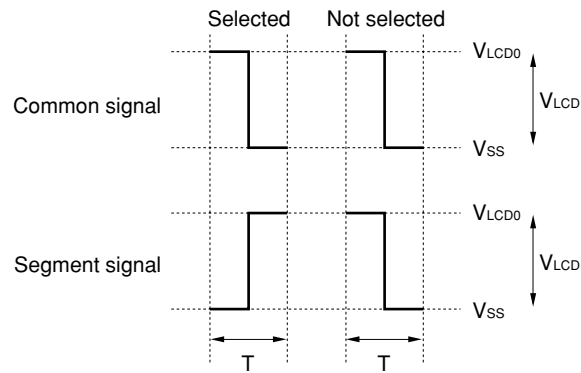 Selected Not selected
VLCD0
Common signal
VLCD
VSS
VLCD0
Segment signal
VLCD
VSS
T T